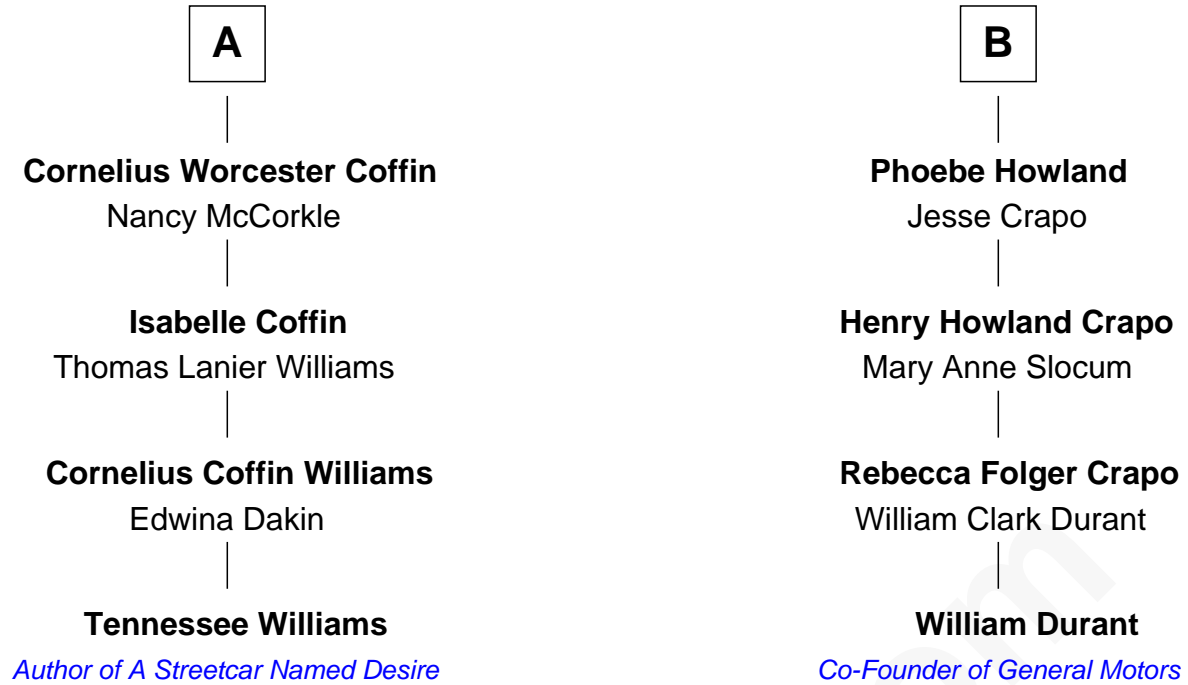 A
Cornelius Worcester Coffin
Nancy McCorkle
Isabelle Coffin
Thomas Lanier Williams
Cornelius Coffin Williams
Edwina Dakin
Tennessee Williams
Author of A Streetcar Named Desire
B
Phoebe Howland
Jesse Crapo
Henry Howland Crapo
Mary Anne Slocum
Rebecca Folger Crapo
William Clark Durant
William Durant
Co-Founder of General Motors